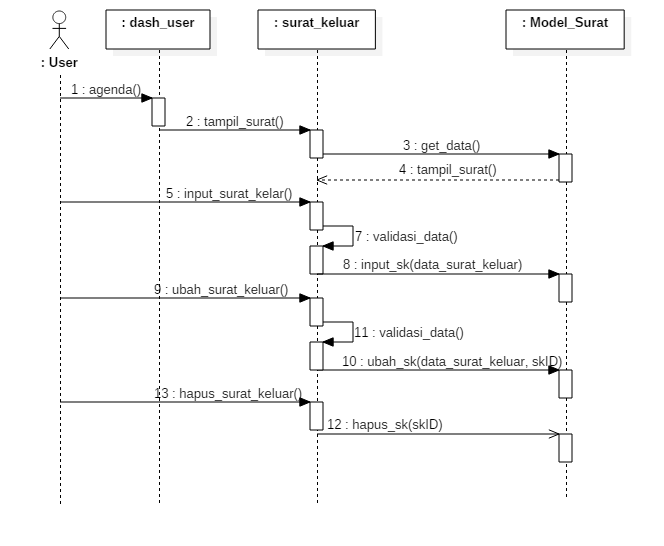 : dash_user
: surat_keluar
: Model_Surat
: User
1 : agenda()
2 : tampil_surat()
3 : get_data()
4 : tampil_surat()
5 : input_surat_kelar()
7 : validasi_data()
8 : input_sk(data_surat_keluar)
9 : ubah_surat_keluar()
11 : validasi_data()
10 : ubah_sk(data_surat_keluar, skID)
13 : hapus_surat_keluar()
12 : hapus_sk(skID)